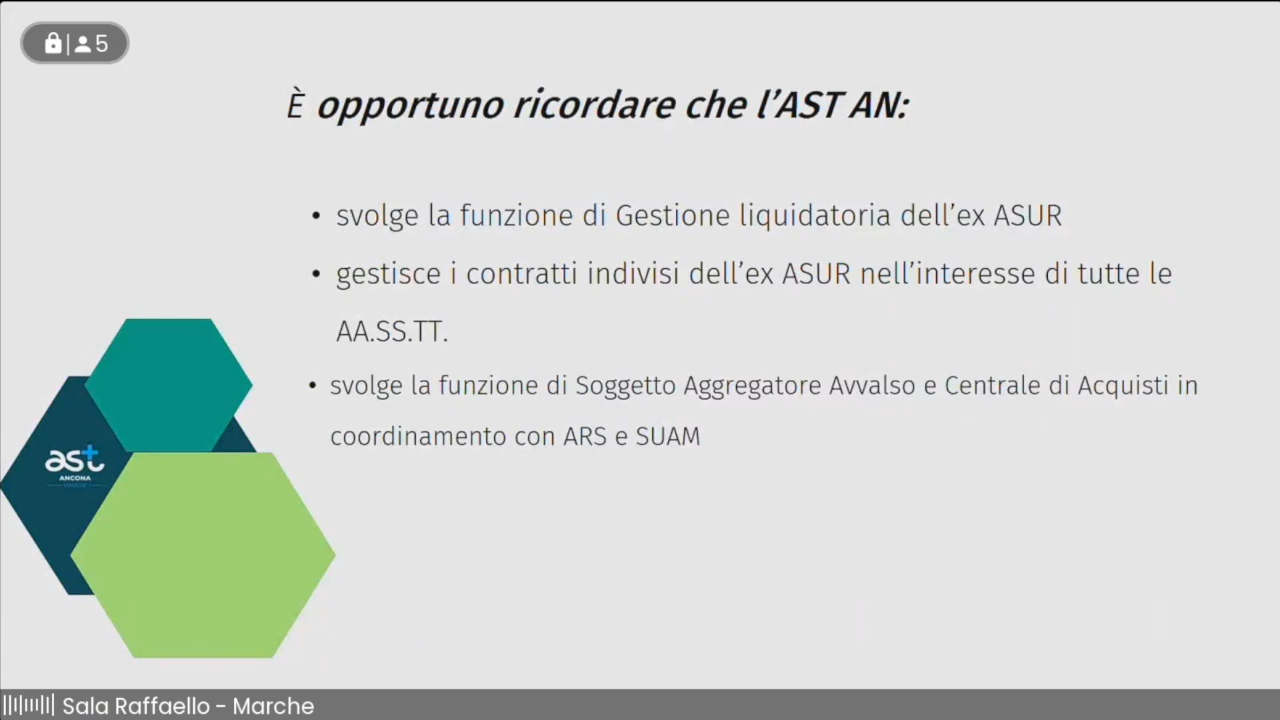 5
È opportuno ricordare che l’AST AN:
• svolge la funzione di Gestione liquidatoria dell’ex ASUR
• gestisce i contratti indivisi dell’ex ASUR nell’interesse di tutte le
AA.SS.TT.
• svolge la funzione di Soggetto Aggregatore Avvalso e Centrale di Acquisti in
coordinamento con ARS e SUAM
ast
ANCONA
Sala Raffaello - Marche